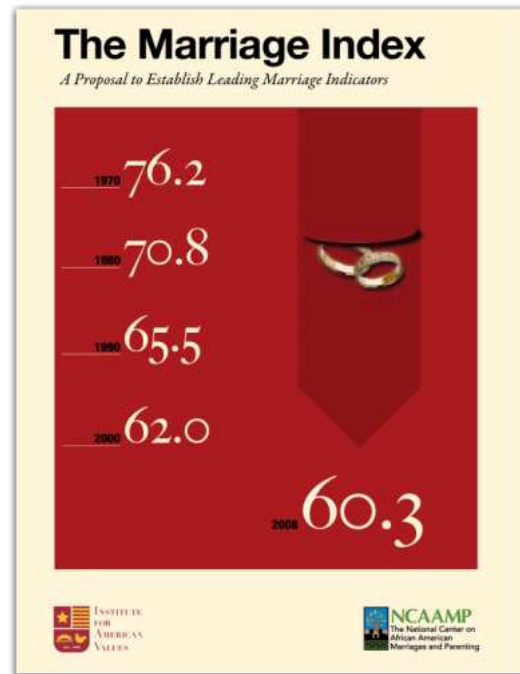 The Marriage Index
A Proposal to Establish Leading Marriage Indicators
1970 76.2
1980 70.8
1990 65.5
2000 62.0
2008 60.3
INSTITUTE
FOR
AMERICAN
VALUES
NCAAMP
The National Center on
African American
Marriages and Parenting